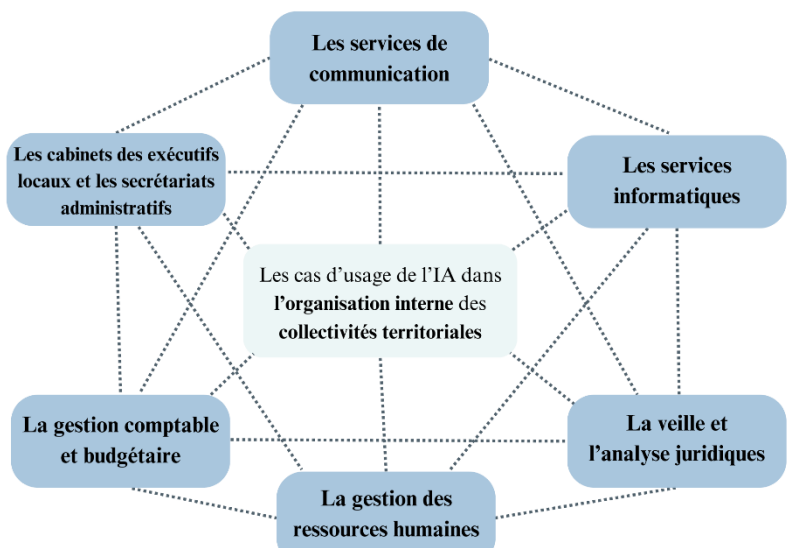 Les services de
communication
Les cabinets des exécutifs
locaux et les secrétariats
administratifs
Les services
informatiques
Les cas d'usage de l'IA dans
l'organisation interne des
collectivités territoriales
La gestion comptable
et budgétaire
La veille et
l'analyse juridiques
La gestion des
ressources humaines